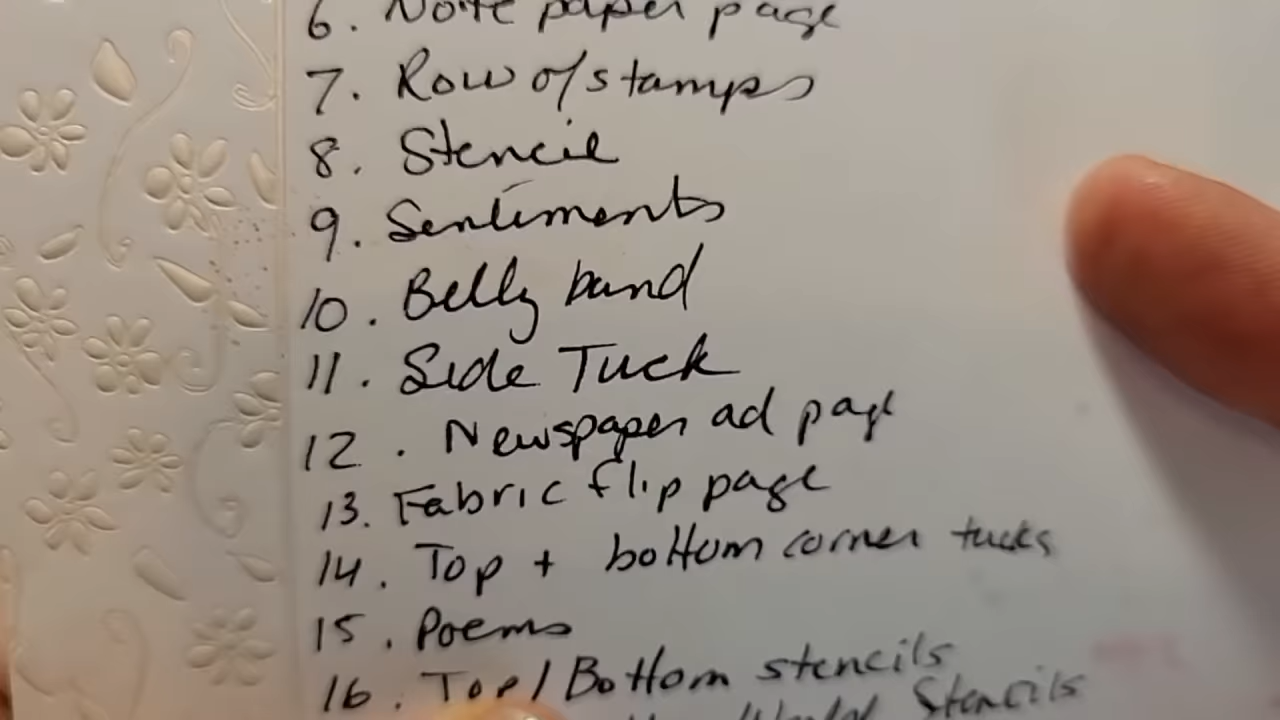 6. Note paper page
7. Row o/stamps
8. Stencil
9. Sentiments
10. Belly band
11. Side Tuck
12. Newspaper ad page
13. Fabric flip page
14. Top + bottom corner tucks
15. Poems
16. Top/Bottom stencils
Stencils